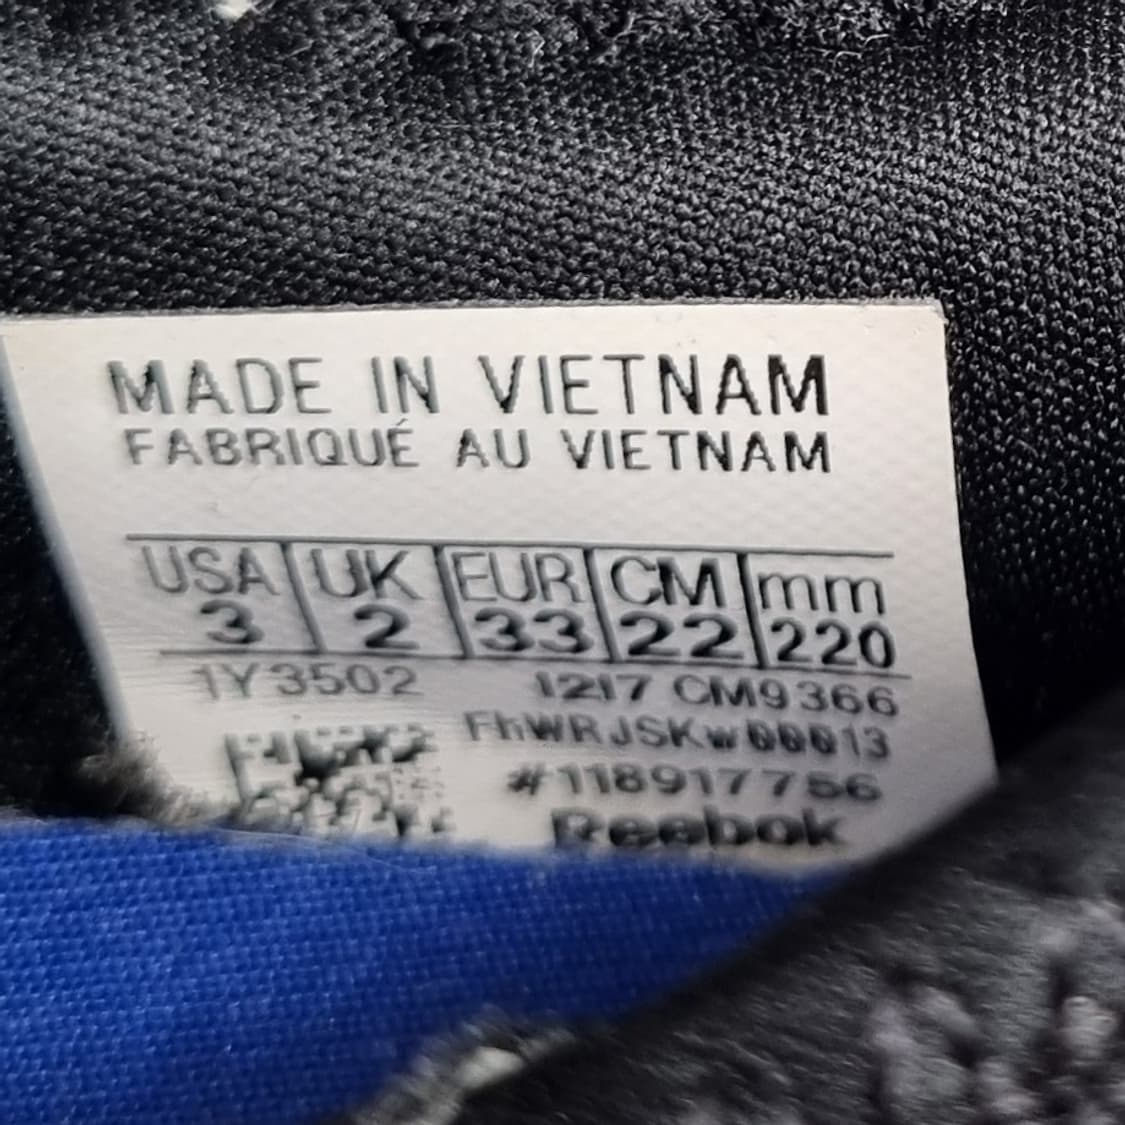 MADE IN VIETNAM
FABRIQUÉ AU VIETNAM
USA UK EUR CM mm
3 2 33 22 220
1Y3502 1217 CM9366
FhWRJSKw00013
#118917756
Reebok